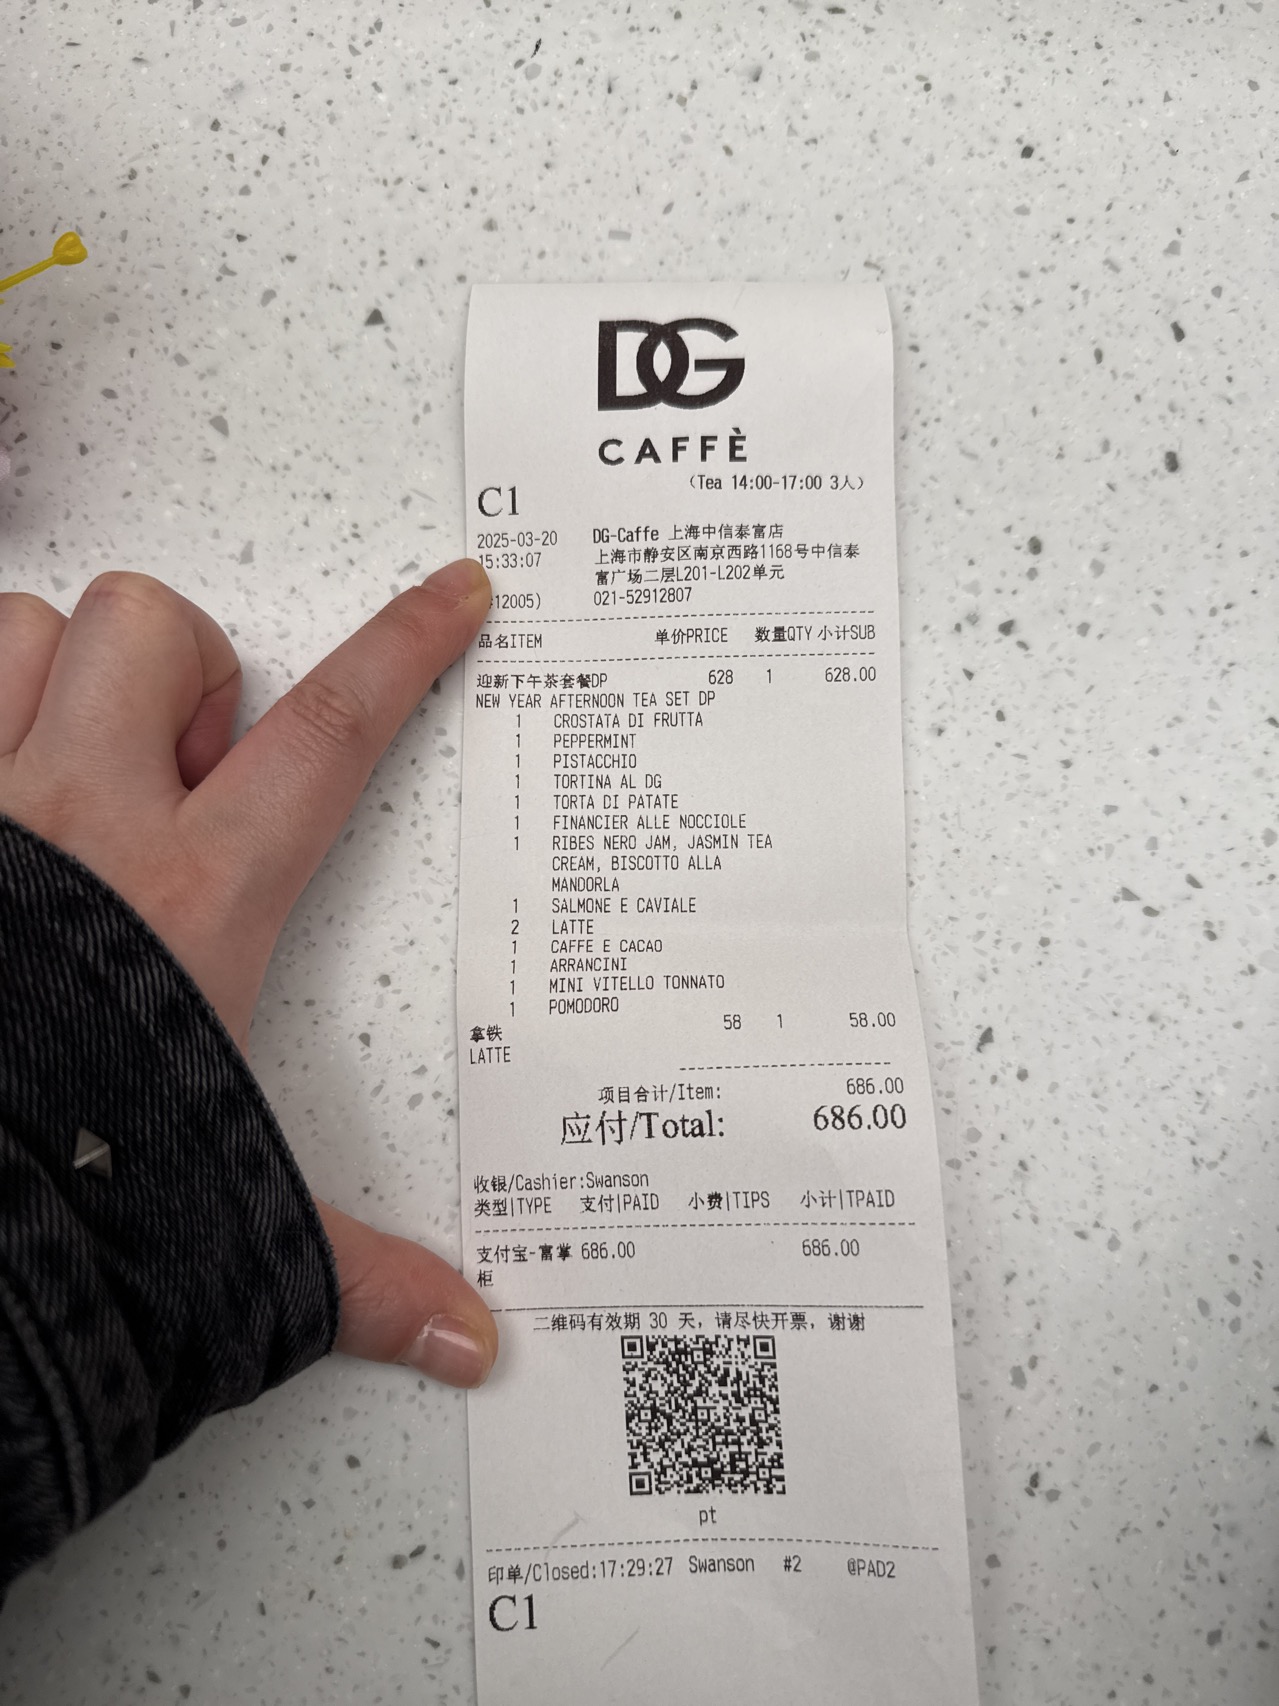 DG
CAFFÈ
(Tea 14:00-17:00 3人)
C1
2025-03-20 DG-Caffe 上海中信泰富店
15:33:07 上海市静安区南京西路1168号中信泰
富广场二层L201-L202单元
12005) 021-52912807
品名ITEM 单价PRICE 数量QTY 小计SUB
迎新下午茶套餐DP 628 1 628.00
NEW YEAR AFTERNOON TEA SET DP
1 CROSTATA DI FRUTTA
1 PEPPERMINT
1 PISTACCHIO
1 TORTINA AL DG
1 TORTA DI PATATE
1 FINANCIER ALLE NOCCIOLE
1 RIBES NERO JAM, JASMIN TEA
CREAM, BISCOTTO ALLA
MANDORLA
1 SALMONE E CAVIALE
2 LATTE
1 CAFFE E CACAO
1 ARRANCINI
1 MINI VITELLO TONNATO
1 POMODORO
拿铁 58 1 58.00
LATTE
项目合计/Item: 686.00
应付/Total: 686.00
收银/Cashier:Swanson
类型|TYPE 支付|PAID 小费|TIPS 小计|TPAID
支付宝-富掌 686.00 686.00
柜
二维码有效期 30 天，请尽快开票，谢谢
pt
印单/Closed:17:29:27 Swanson #2 @PAD2
C1